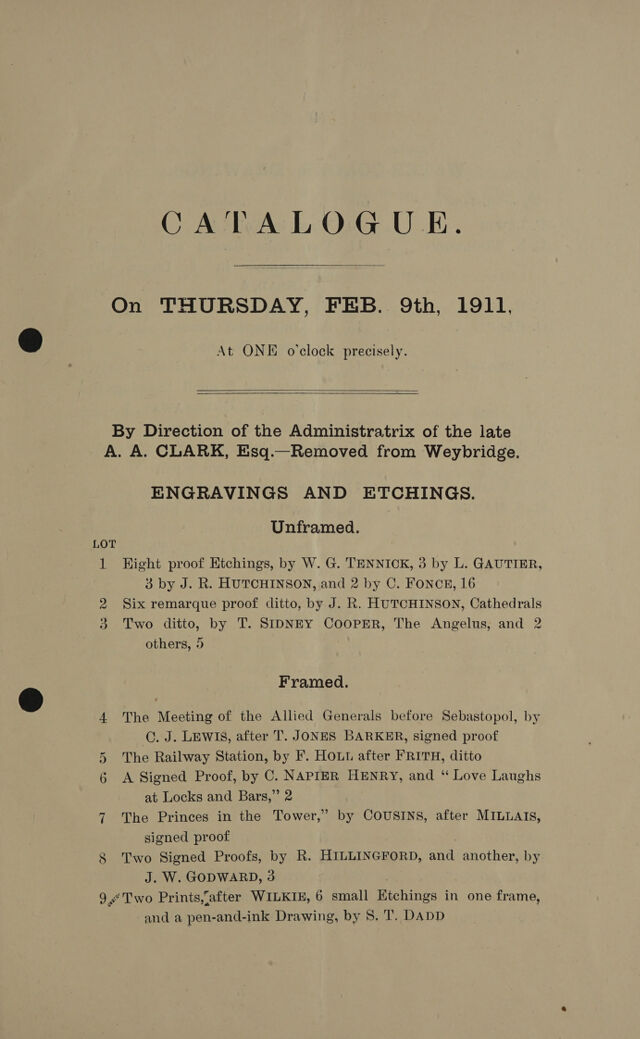 CATALOGUE.
On THURSDAY, FEB. 9th, 1911,
At ONE o'clock precisely.
By Direction of the Administratrix of the late
A. A. CLARK, Esq.—Removed from Weybridge.
ENGRAVINGS AND ETCHINGS.
Unframed.
LOT
1 Eight proof Etchings, by W. G. TENNICK, 3 by L. GAUTIER,
3 by J. R. HUTCHINSON, and 2 by C. FONCE, 16
2 Six remarque proof ditto, by J. R. HUTCHINSON, Cathedrals
3 Two ditto, by T. SIDNEY COOPER, The Angelus, and 2
others, 5
Framed.
4 The Meeting of the Allied Generals before Sebastopol, by
C. J. LEWIS, after T. JONES BARKER, signed proof
5 The Railway Station, by F. HOLL after FRITH, ditto
6 A Signed Proof, by C. NAPIER HENRY, and “ Love Laughs
at Locks and Bars,” 2
7 The Princes in the Tower,” by COUSINS, after MILLAIS,
signed proof
8 Two Signed Proofs, by R. HILLINGFORD, and another, by
J. W. GODWARD, 3
9 Two Prints, after WILKIE, 6 small Etchings in one frame,
and a pen-and-ink Drawing, by S. T. DADD